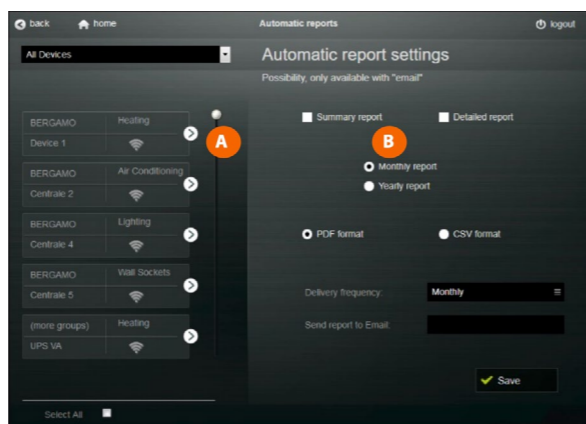 back home Automatic reports logout
All Devices
Automatic report settings
Possibility, only available with "email"
BERGAMO Heating
Device 1
BERGAMO Air Conditioning
Centrale 2
BERGAMO Lighting
Centrale 4
BERGAMO Wall Sockets
Centrale 5
(more groups) Heating
UPS VA
A
Summary report Detailed report
B
Monthly report
Yearly report
PDF format CSV format
Delivery frequency: Monthly
Send report to Email:
Save
Select All